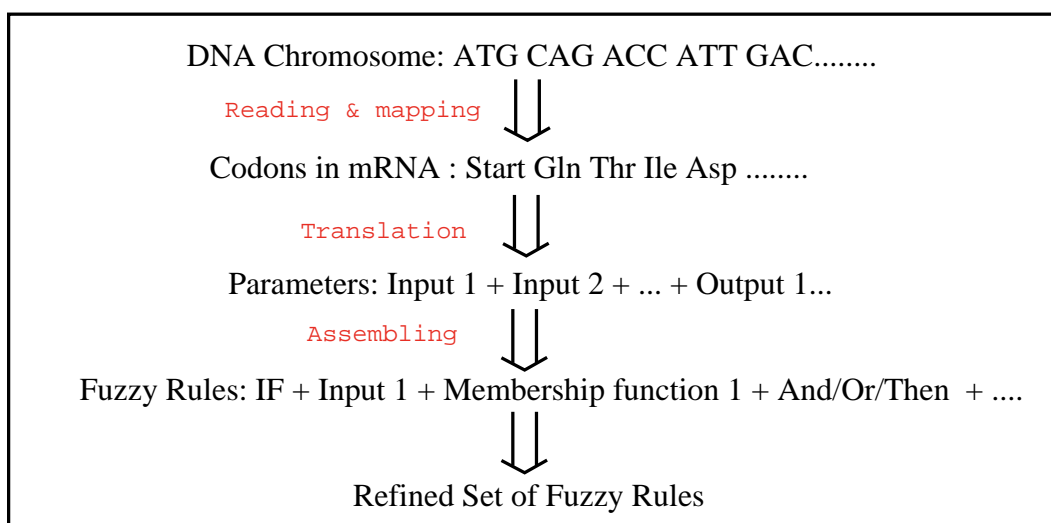 DNA Chromosome: ATG CAG ACC ATT GAC........
Reading & mapping
Codons in mRNA : Start Gln Thr Ile Asp ........
Translation
Parameters: Input 1 + Input 2 + ... + Output 1...
Assembling
Fuzzy Rules: IF + Input 1 + Membership function 1 + And/Or/Then + ....
Refined Set of Fuzzy Rules